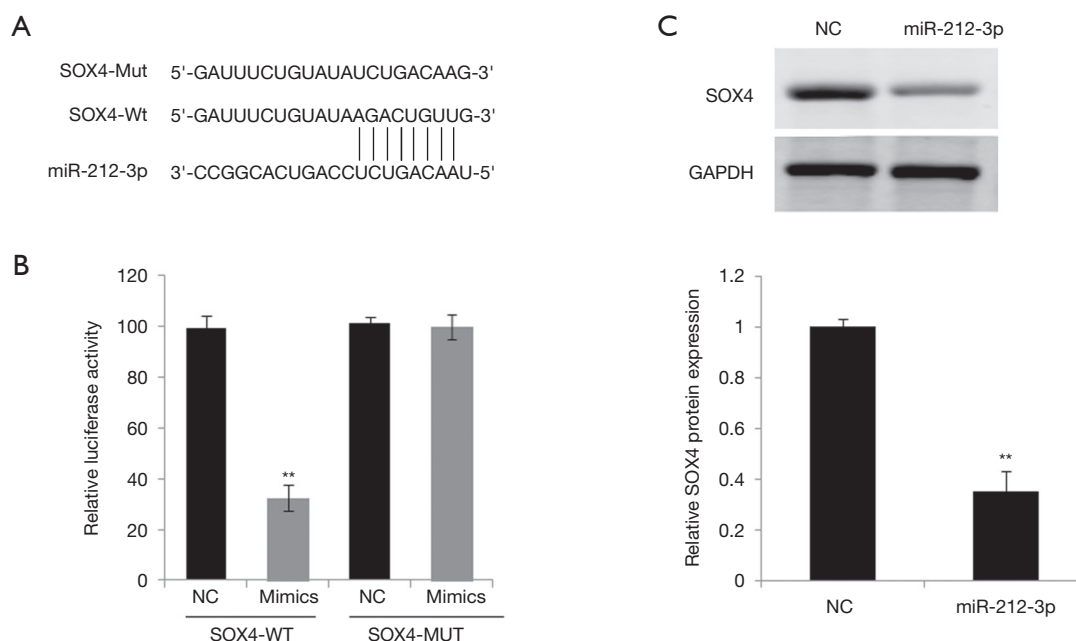 A
SOX4-Mut 5'-GAUUUCUGUAUAUCUGACAAG-3'
SOX4-Wt 5'-GAUUUCUGUAUAAGACUGUUG-3'
miR-212-3p 3'-CCGGCACUGACCUCUGACAAU-5'
B
Relative luciferase activity
120
100
80
60
40
20
0
**
NC Mimics NC Mimics
SOX4-WT SOX4-MUT
C
NC miR-212-3p
SOX4
GAPDH
Relative SOX4 protein expression
1.2
1
0.8
0.6
0.4
0.2
0
**
NC miR-212-3p